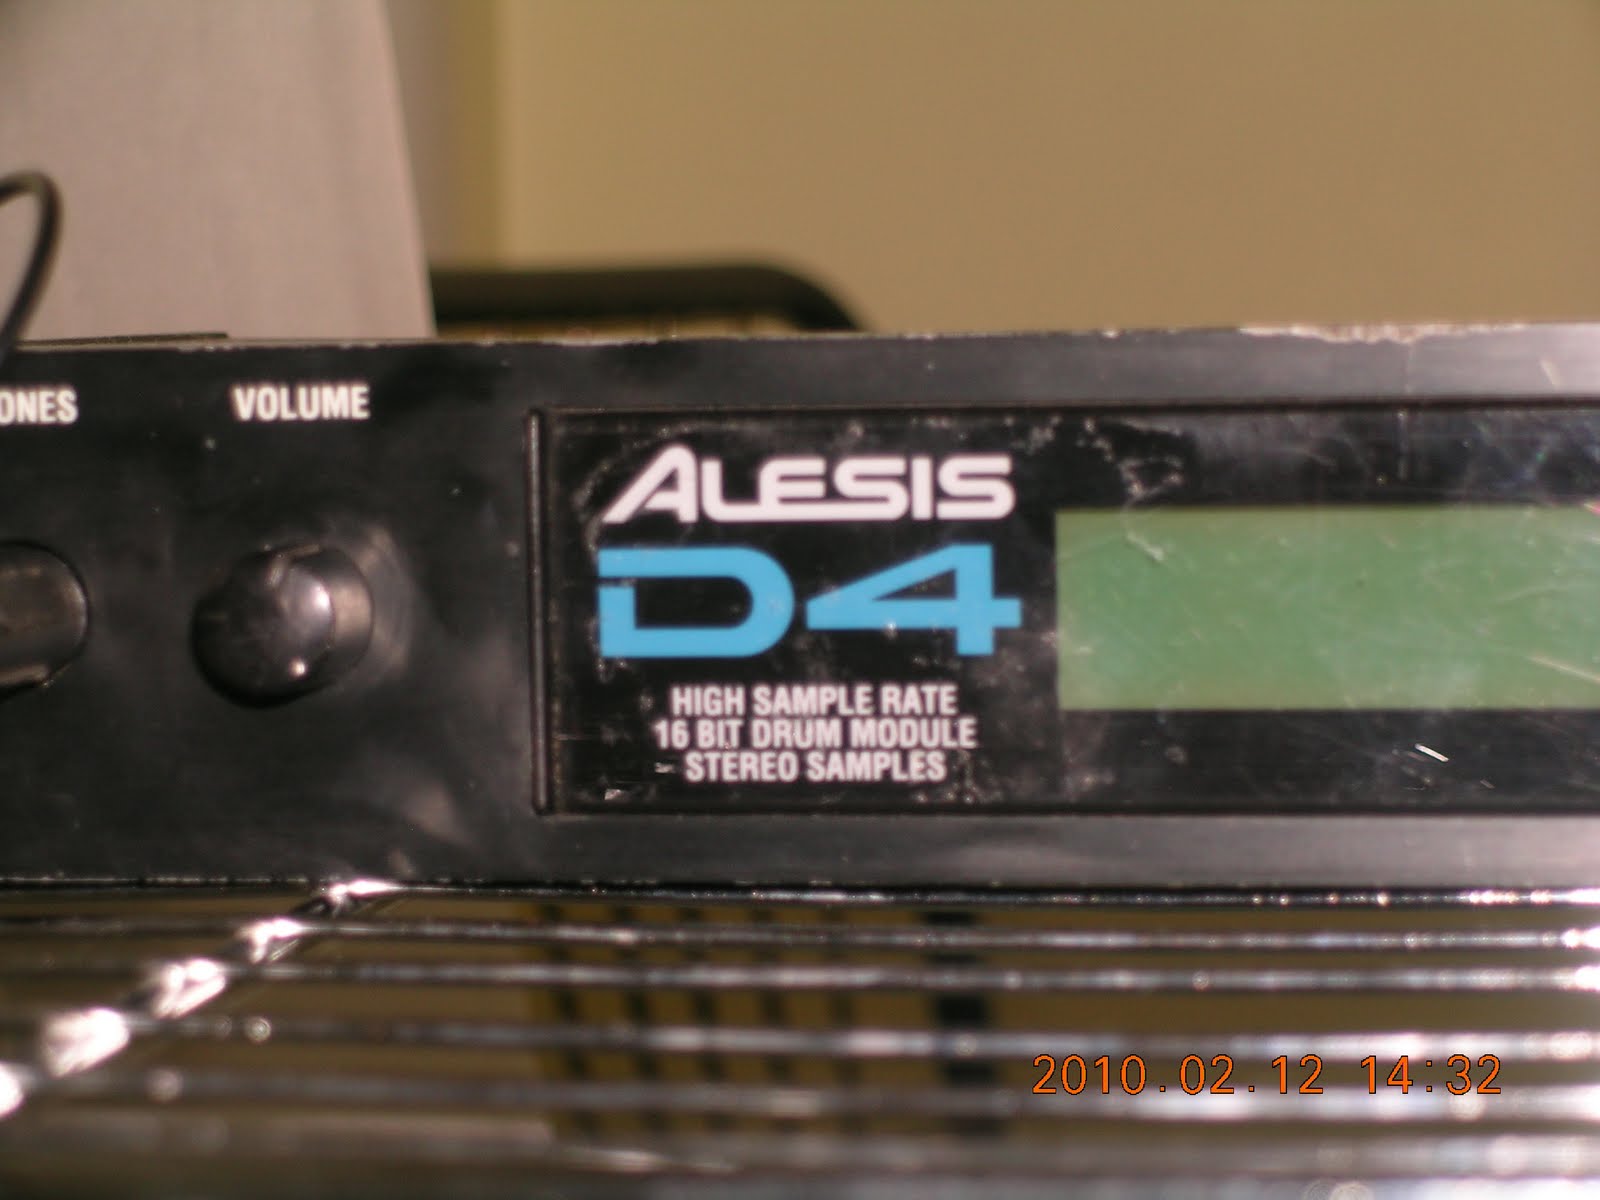 ONES
VOLUME
ALESIS
D4
HIGH SAMPLE RATE
16 BIT DRUM MODULE
STEREO SAMPLES
2010.02.12 14:32